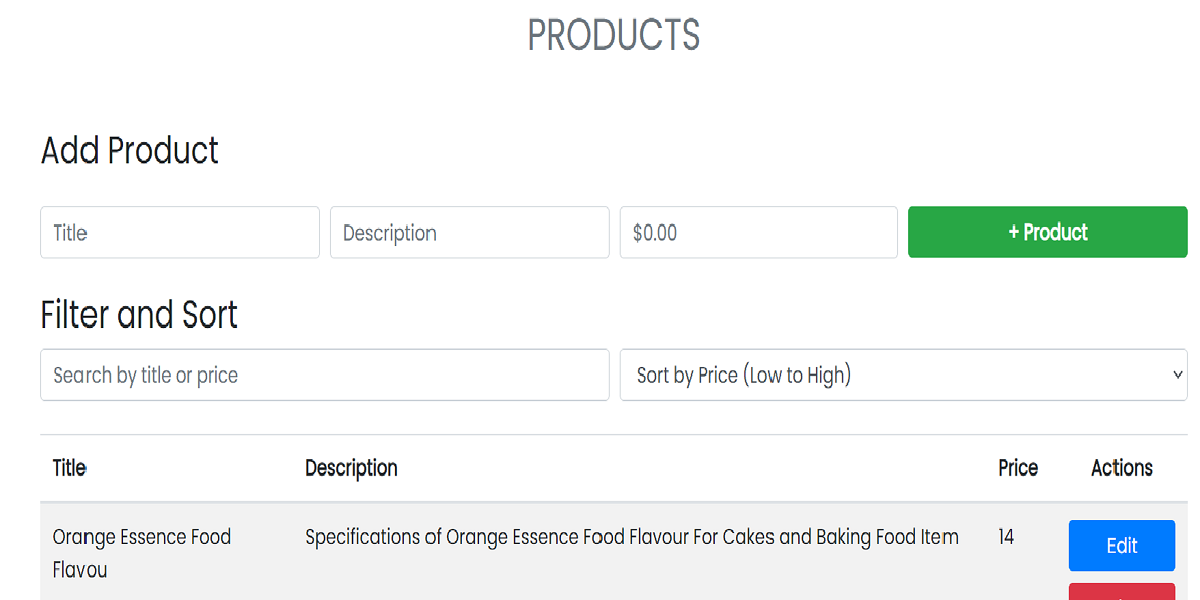 PRODUCTS
Add Product
Title
Description
$0.00
+ Product
Filter and Sort
Search by title or price
Sort by Price (Low to High)
Title Description Price Actions
Orange Essence Food Specifications of Orange Essence Food Flavour For Cakes and Baking Food Item 14 Edit
Flavou